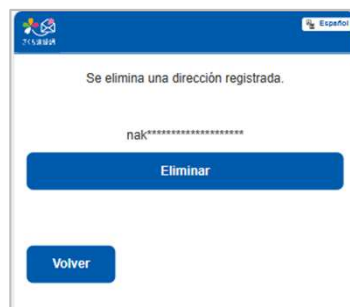 Español
Se elimina una dirección registrada.
nak********************
Eliminar
Volver